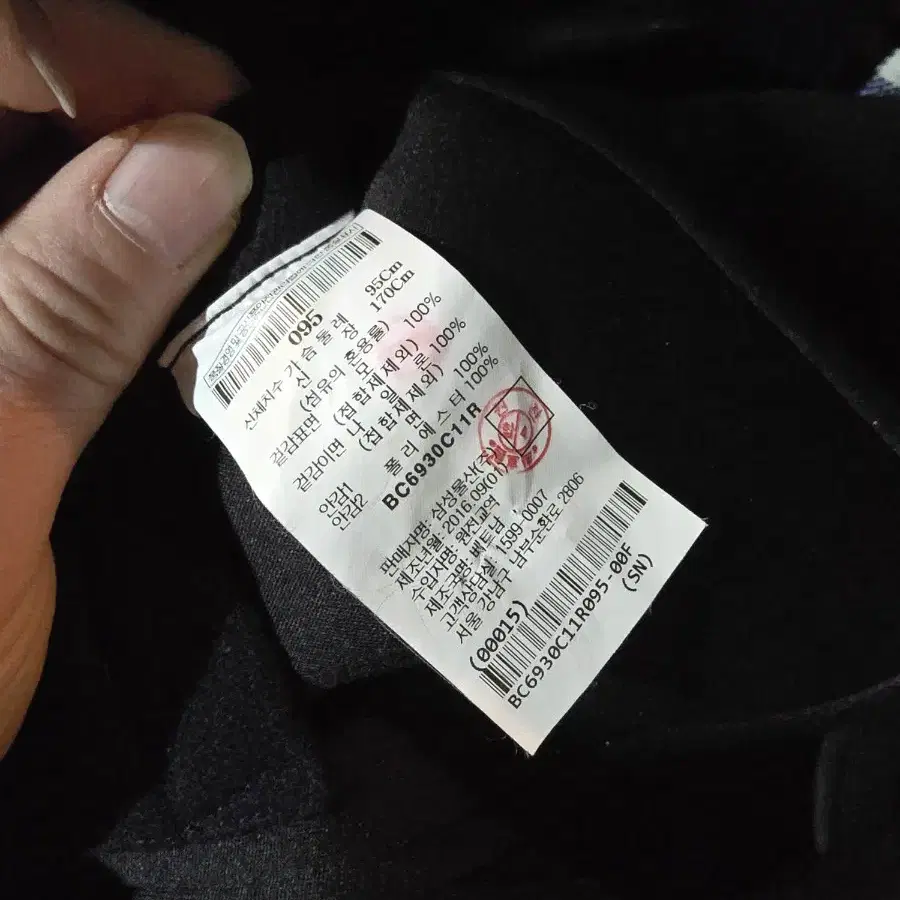 095
신체치수 가슴둘레 95Cm
신 장 170Cm
(섬유의 혼용률)
겉감표면 모 100%
(접합제 제외)
겉감이면 나 일 론 100%
(접합제 제외)
안감1 면 100%
안감2 폴리에스터 100%
BC6930C11R
판매자명: 삼성물산(주)
제조년월: 2016.09(01)
수입자명: 원전교역
제조국명: 베트남
고객상담실: 1599-0007
서울 강남구 남부순환로 2806
(00015)
BC6930C11R095-00F
(SN)